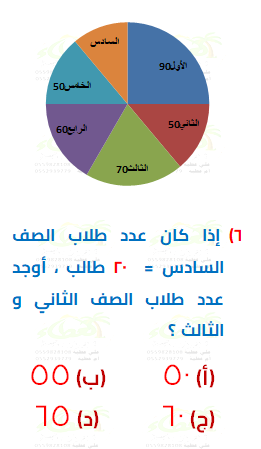 السادس
الأول90
الخمس50
الثاني50
الرابع60
الثالث70
٦) إذا كان عدد طلاب الصف
السادس = ٢٠ طالب ، أوجد
عدد طلاب الصف الثاني و
الثالث ؟
(أ) ٥٠ (ب) ٥٥
(ج) ٦٠ (د) ٦٥